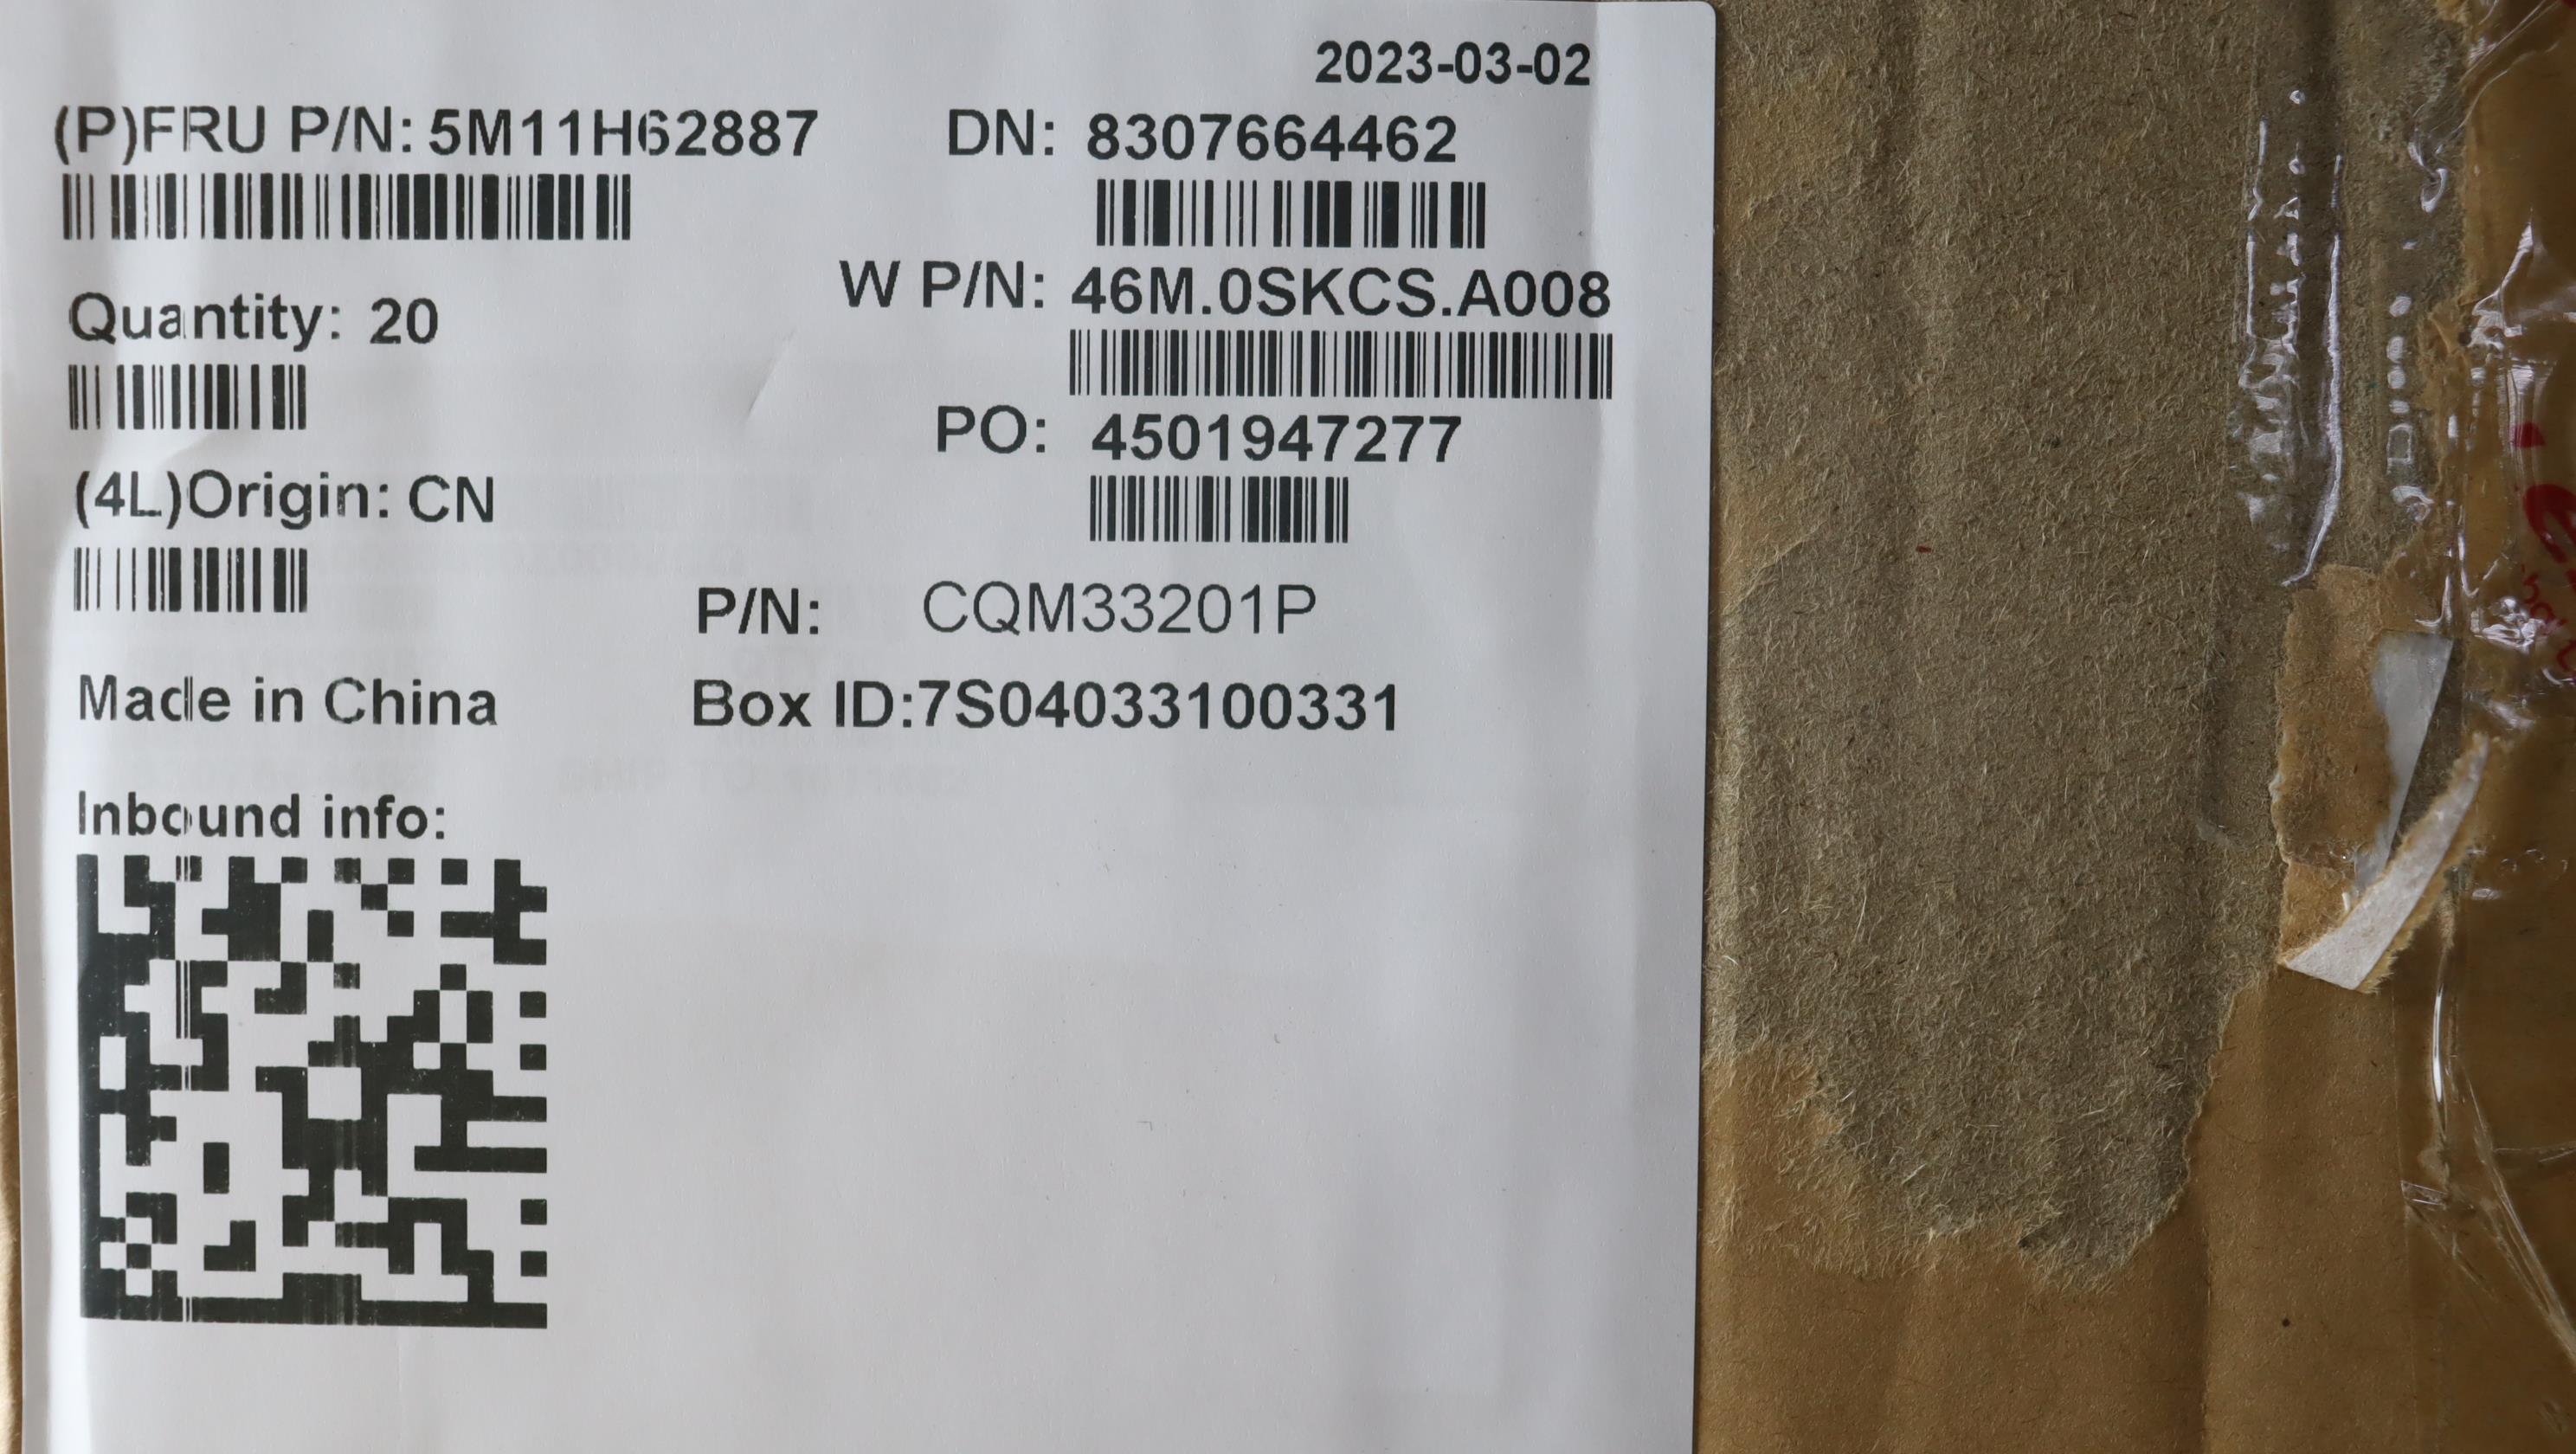 2023-03-02
(P)FRU P/N: 5M11H62887
DN: 8307664462
W P/N: 46M.0SKCS.A008
Quantity: 20
PO: 4501947277
(4L)Origin: CN
P/N: CQM33201P
Made in China
Box ID:7S04033100331
Inbound info: